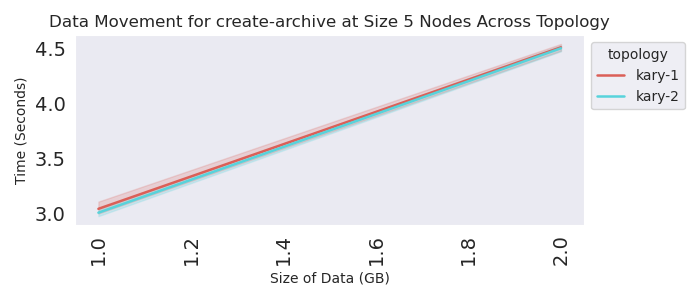 Data Movement for create-archive at Size 5 Nodes Across Topology
Time (Seconds)
4.5
4.0
3.5
3.0
1.0
1.2
1.4
1.6
1.8
2.0
Size of Data (GB)
topology
kary-1
kary-2